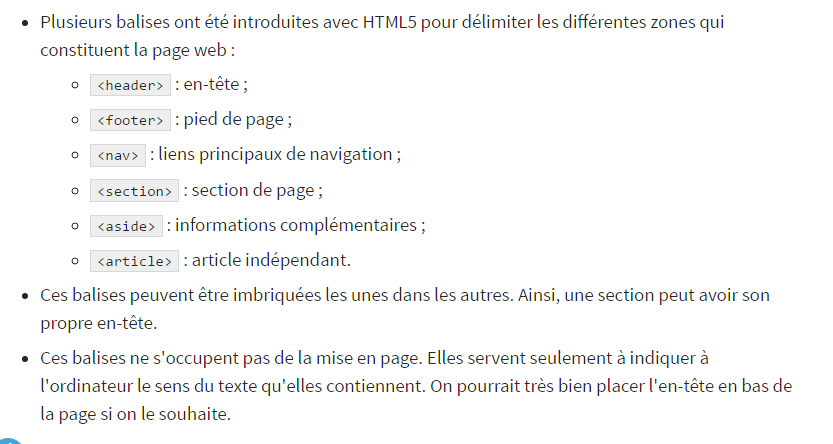 Plusieurs balises ont été introduites avec HTML5 pour délimiter les différentes zones qui
constituent la page web :
<header> : en-tête ;
<footer> : pied de page ;
<nav> : liens principaux de navigation ;
<section> : section de page ;
<aside> : informations complémentaires ;
<article> : article indépendant.
Ces balises peuvent être imbriquées les unes dans les autres. Ainsi, une section peut avoir son
propre en-tête.
Ces balises ne s'occupent pas de la mise en page. Elles servent seulement à indiquer à
l'ordinateur le sens du texte qu'elles contiennent. On pourrait très bien placer l'en-tête en bas de
la page si on le souhaite.